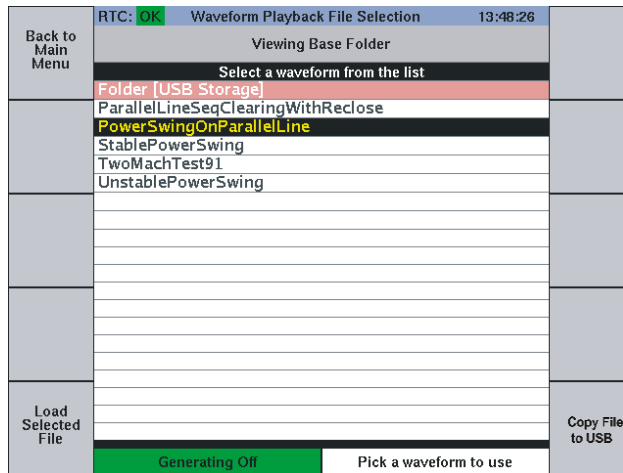 RTC: OK Waveform Playback File Selection 13:48:26
Back to
Main
Menu
Viewing Base Folder
Select a waveform from the list
Folder [USB Storage]
ParallelLineSeqClearingWithReclose
PowerSwingOnParallelLine
StablePowerSwing
TwoMachTest91
UnstablePowerSwing
Load
Selected
File
Copy File
to USB
Generating Off Pick a waveform to use